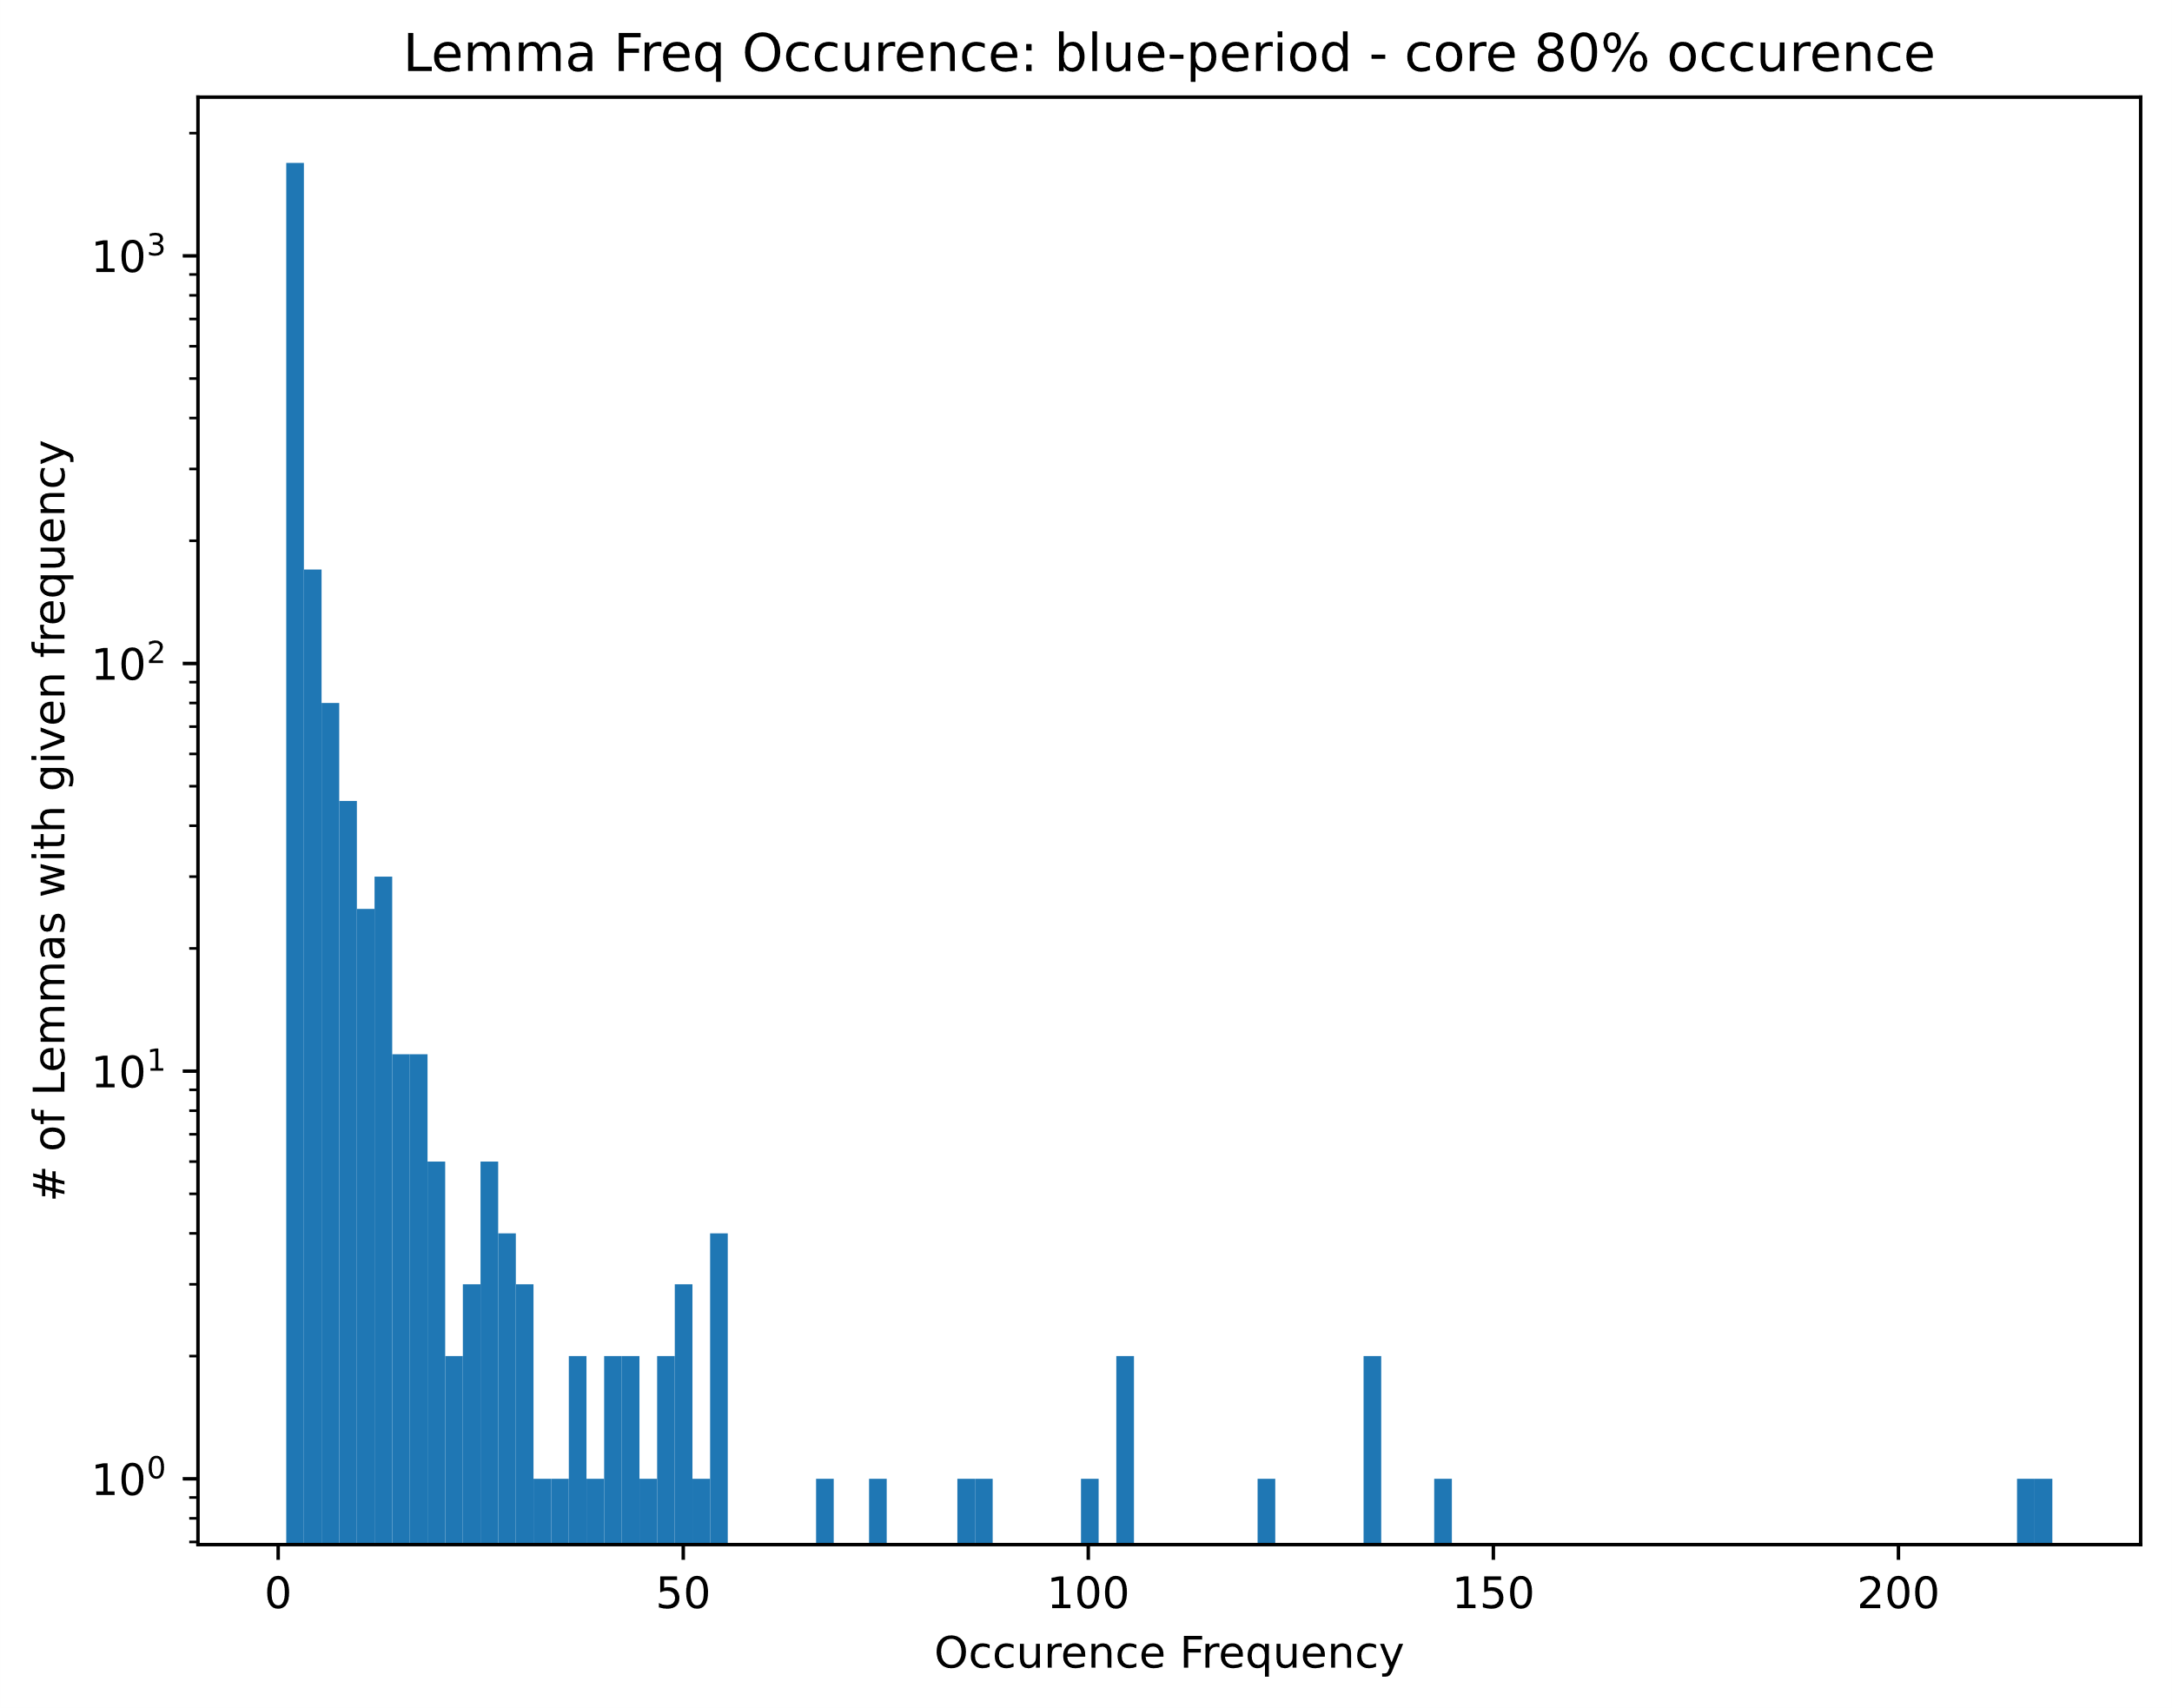 Lemma Freq Occurence: blue-period - core 80% occurence
# of Lemmas with given frequency
10³
10²
10¹
10⁰
0 50 100 150 200
Occurence Frequency